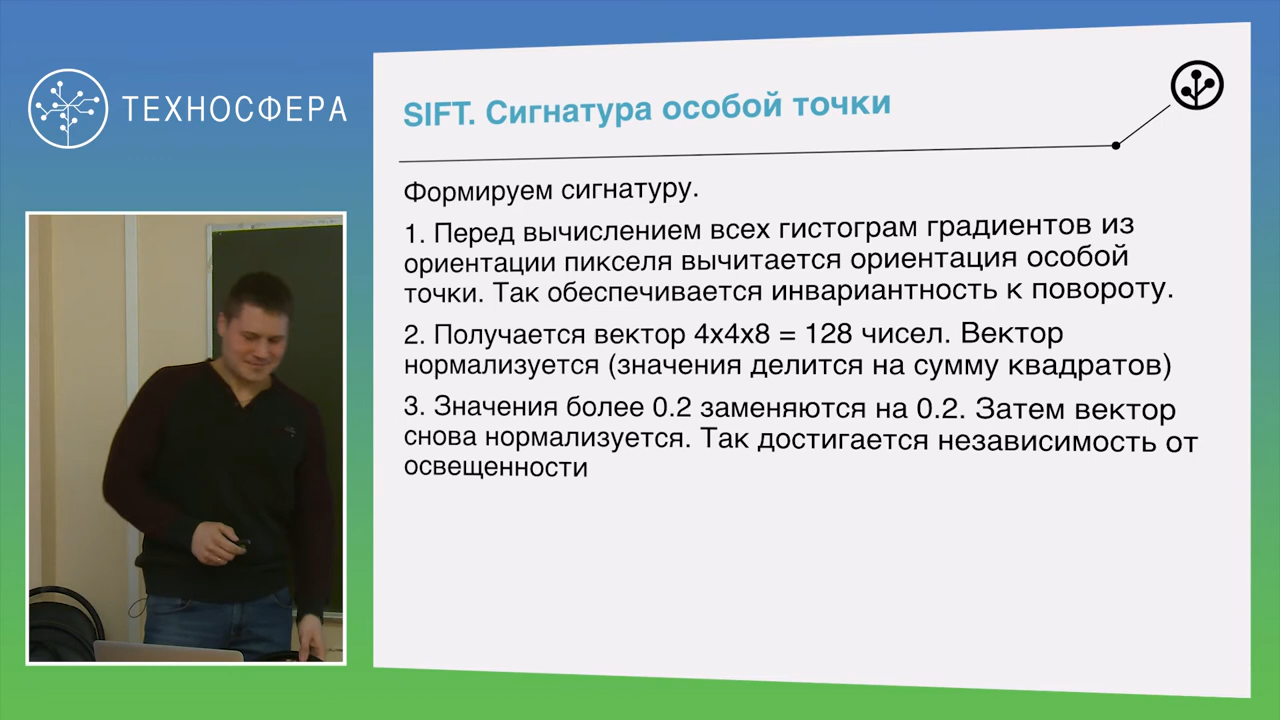 ТЕХНОСФЕРА
SIFT. Сигнатура особой точки
Формируем сигнатуру.
1. Перед вычислением всех гистограм градиентов из
ориентации пикселя вычитается ориентация особой
точки. Так обеспечивается инвариантность к повороту.
2. Получается вектор 4x4x8 = 128 чисел. Вектор
нормализуется (значения делится на сумму квадратов)
3. Значения более 0.2 заменяются на 0.2. Затем вектор
снова нормализуется. Так достигается независимость от
освещенности